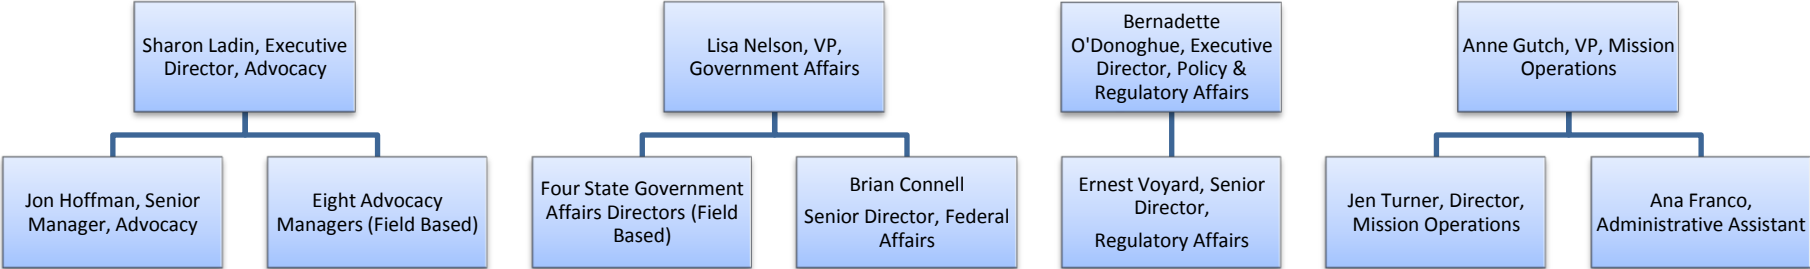 Sharon Ladin, Executive
Director, Advocacy
Lisa Nelson, VP,
Government Affairs
Bernadette
O'Donoghue, Executive
Director, Policy &
Regulatory Affairs
Anne Gutch, VP, Mission
Operations
Jon Hoffman, Senior
Manager, Advocacy
Eight Advocacy
Managers (Field Based)
Four State Government
Affairs Directors (Field
Based)
Brian Connell
Senior Director, Federal
Affairs
Ernest Voyard, Senior
Director,
Regulatory Affairs
Jen Turner, Director,
Mission Operations
Ana Franco,
Administrative Assistant